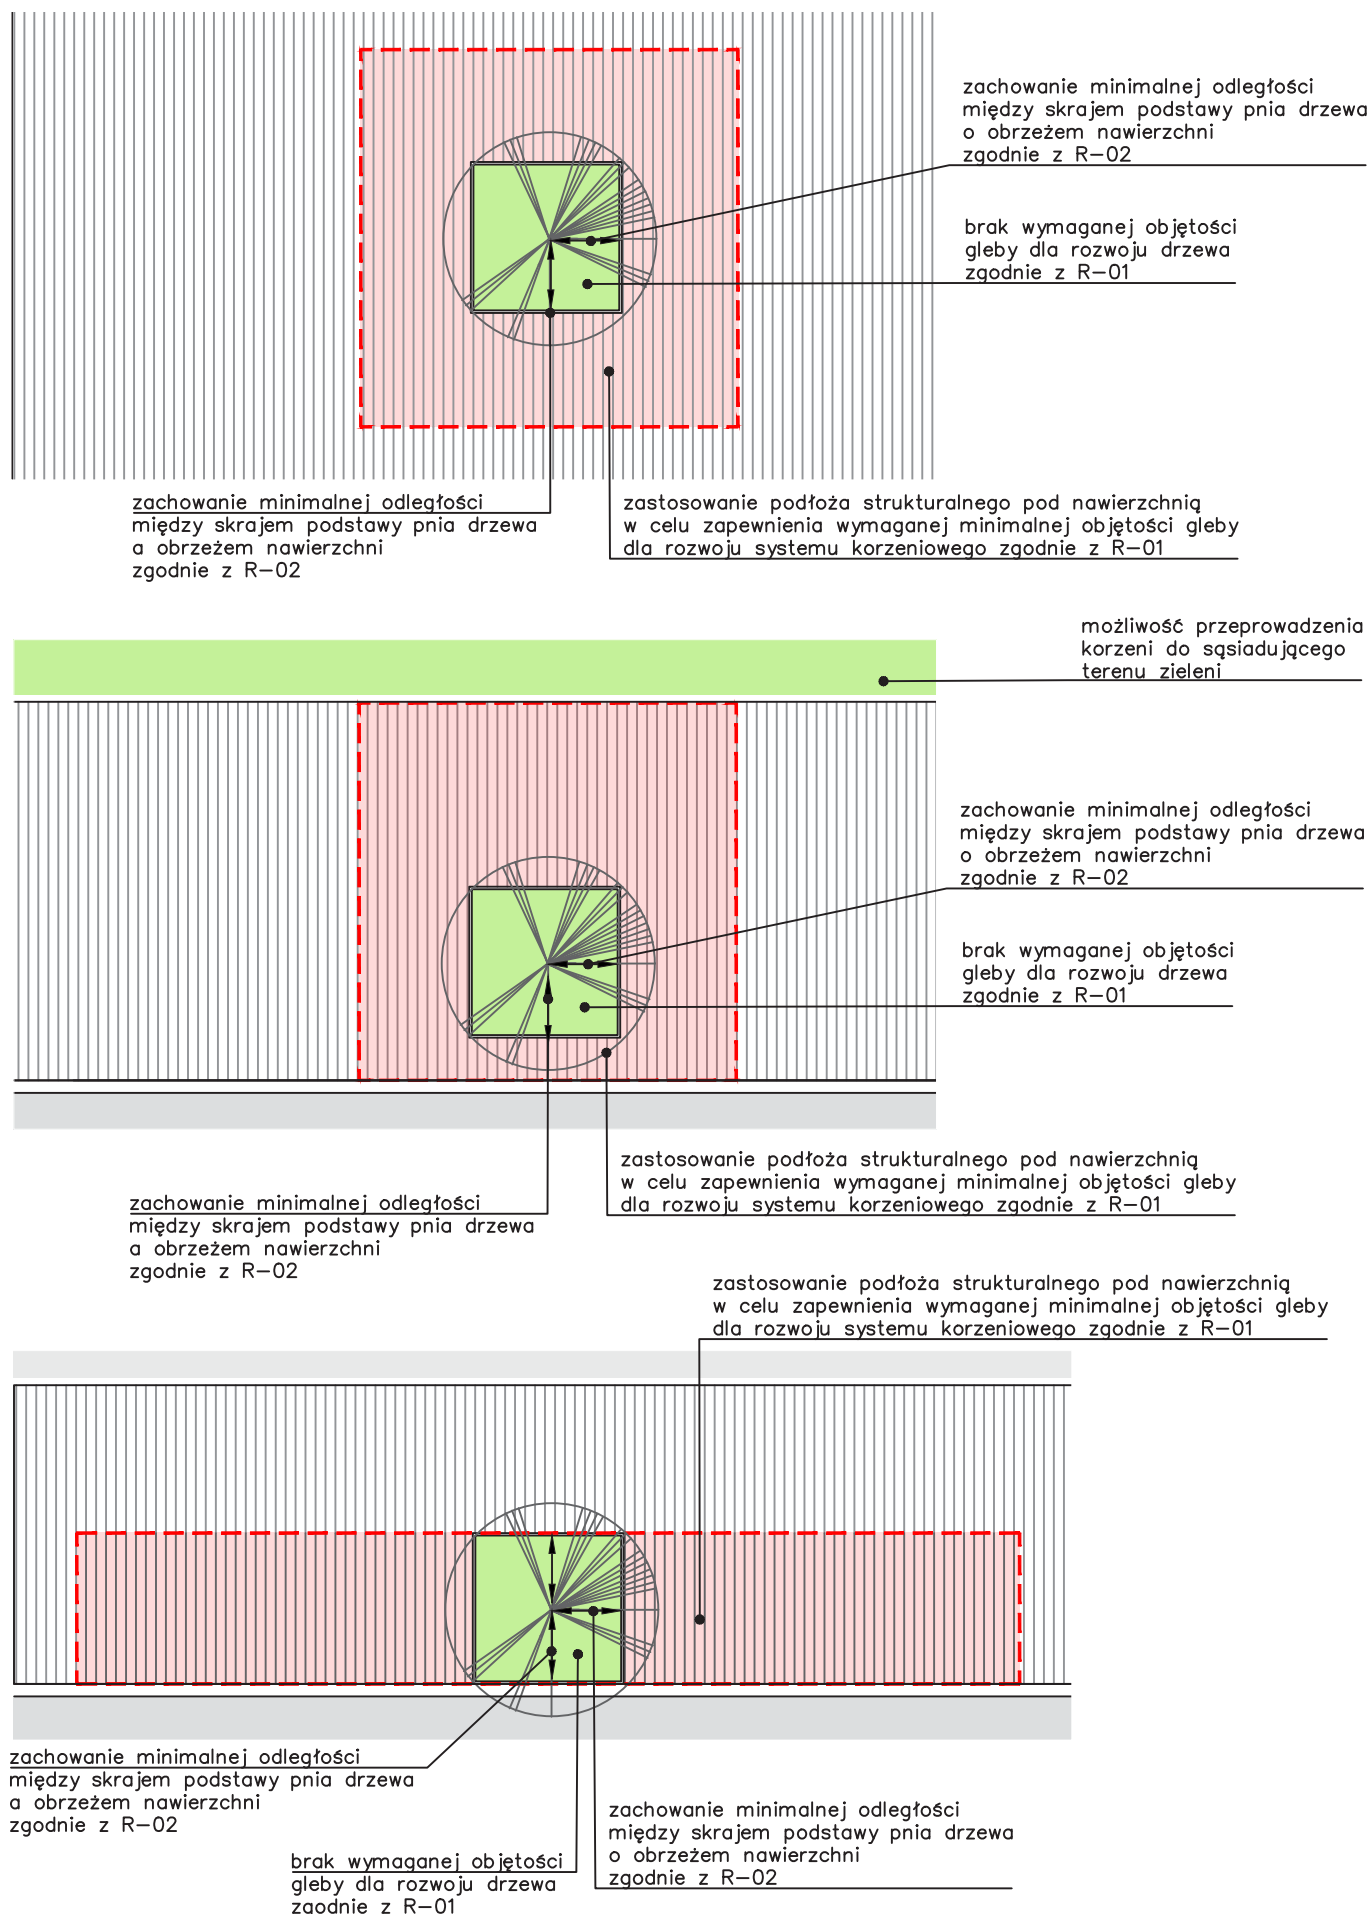 zachowanie minimalnej odległości
między skrajem podstawy pnia drzewa
o obrzeżem nawierzchni
zgodnie z R-02
brak wymaganej objętości
gleby dla rozwoju drzewa
zgodnie z R-01
zachowanie minimalnej odległości
między skrajem podstawy pnia drzewa
a obrzeżem nawierzchni
zgodnie z R-02
zastosowanie podłoża strukturalnego pod nawierzchnią
w celu zapewnienia wymaganej minimalnej objętości gleby
dla rozwoju systemu korzeniowego zgodnie z R-01
możliwość przeprowadzenia
korzeni do sąsiadującego
terenu zieleni
zachowanie minimalnej odległości
między skrajem podstawy pnia drzewa
o obrzeżem nawierzchni
zgodnie z R-02
brak wymaganej objętości
gleby dla rozwoju drzewa
zgodnie z R-01
zastosowanie podłoża strukturalnego pod nawierzchnią
w celu zapewnienia wymaganej minimalnej objętości gleby
dla rozwoju systemu korzeniowego zgodnie z R-01
zachowanie minimalnej odległości
między skrajem podstawy pnia drzewa
a obrzeżem nawierzchni
zgodnie z R-02
zastosowanie podłoża strukturalnego pod nawierzchnią
w celu zapewnienia wymaganej minimalnej objętości gleby
dla rozwoju systemu korzeniowego zgodnie z R-01
zachowanie minimalnej odległości
między skrajem podstawy pnia drzewa
a obrzeżem nawierzchni
zgodnie z R-02
zachowanie minimalnej odległości
między skrajem podstawy pnia drzewa
o obrzeżem nawierzchni
zgodnie z R-02
brak wymaganej objętości
gleby dla rozwoju drzewa
zgodnie z R-01